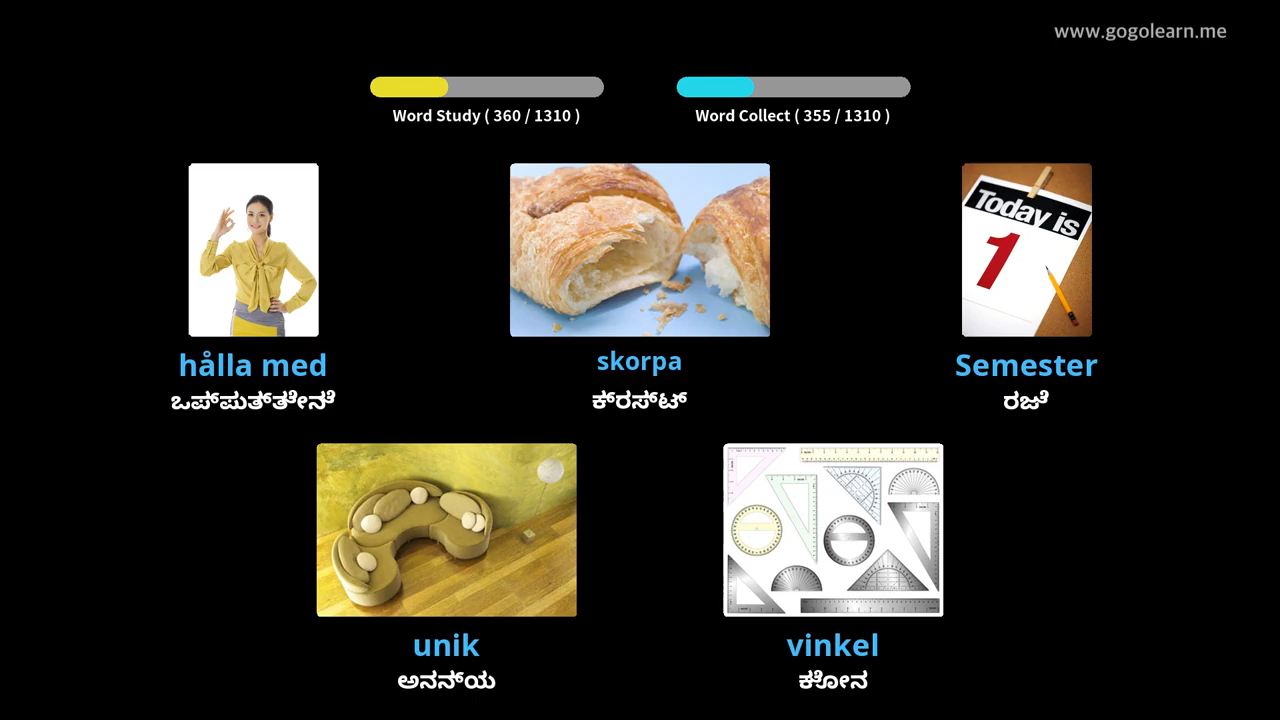 www.gogolearn.me
Word Study ( 360 / 1310 )
Word Collect ( 355 / 1310 )
Today is
1
hålla med
ಒಪ್ಪುತ್ತೇನೆ
skorpa
ಕ್ರಸ್ಟ್
Semester
ರಜೆ
unik
ಅನನ್ಯ
vinkel
ಕೋನ